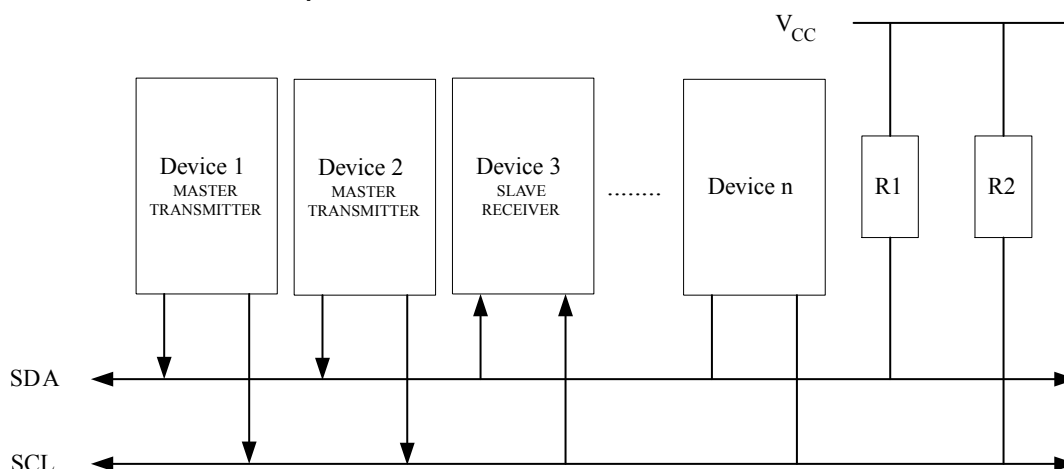 VCC
Device 1
MASTER
TRANSMITTER
Device 2
MASTER
TRANSMITTER
Device 3
SLAVE
RECEIVER
........
Device n
R1
R2
SDA
SCL